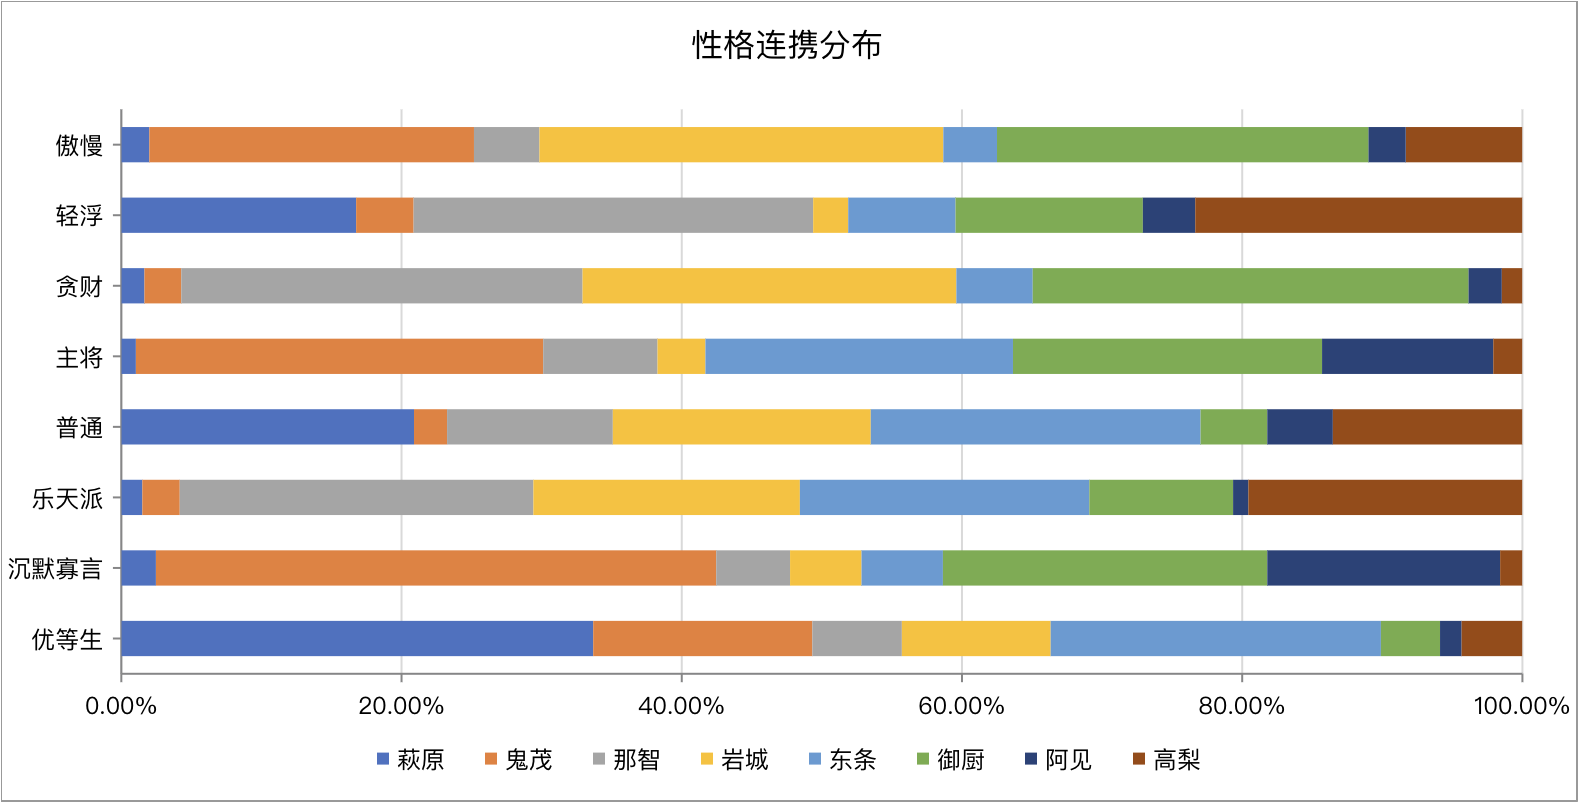 性格连携分布
傲慢
轻浮
贪财
主将
普通
乐天派
沉默寡言
优等生
0.00% 20.00% 40.00% 60.00% 80.00% 100.00%
萩原 鬼茂 那智 岩城 东条 御厨 阿见 高梨